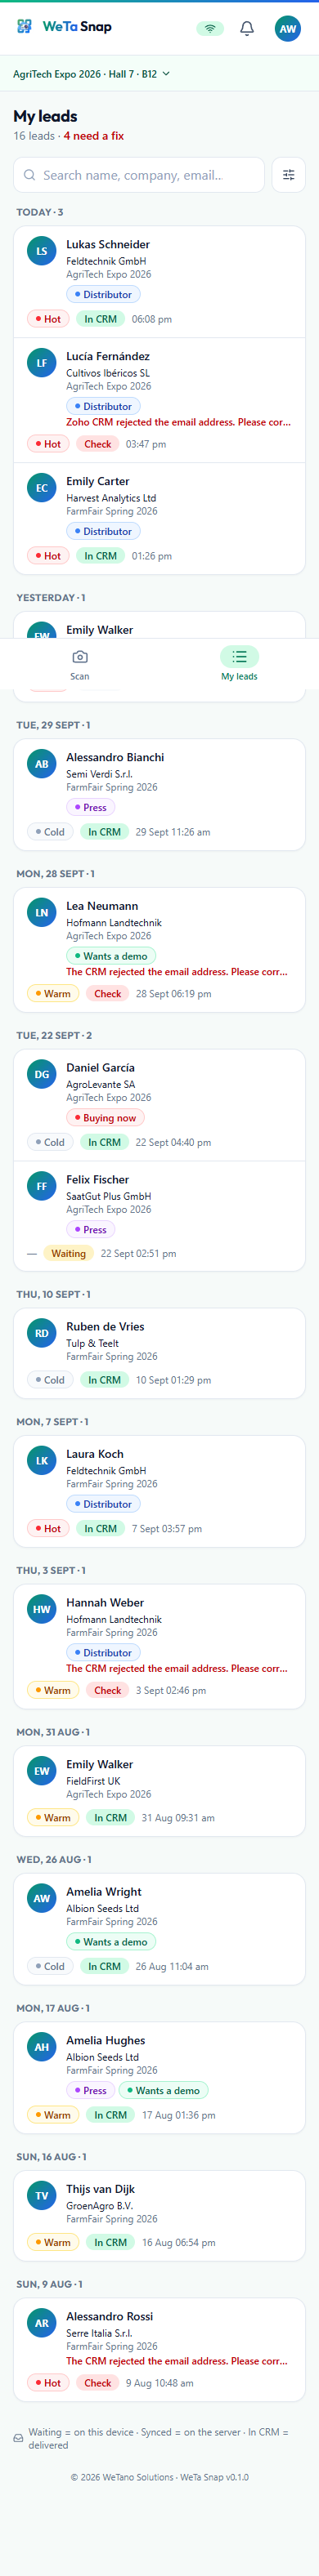 WeTa Snap
AW
AgriTech Expo 2026 · Hall 7 · B12
My leads
16 leads · 4 need a fix
Search name, company, email...
TODAY · 3
LS
Lukas Schneider
Feldtechnik GmbH
AgriTech Expo 2026
Distributor
Hot In CRM 06:08 pm
LF
Lucía Fernández
Cultivos Ibéricos SL
AgriTech Expo 2026
Distributor
Zoho CRM rejected the email address. Please cor...
Hot Check 03:47 pm
EC
Emily Carter
Harvest Analytics Ltd
FarmFair Spring 2026
Distributor
Hot In CRM 01:26 pm
YESTERDAY · 1
EW
Emily Walker
Scan
My leads
TUE, 29 SEPT · 1
AB
Alessandro Bianchi
Semi Verdi S.r.l.
FarmFair Spring 2026
Press
Cold In CRM 29 Sept 11:26 am
MON, 28 SEPT · 1
LN
Lea Neumann
Hofmann Landtechnik
AgriTech Expo 2026
Wants a demo
The CRM rejected the email address. Please corr...
Warm Check 28 Sept 06:19 pm
TUE, 22 SEPT · 2
DG
Daniel García
AgroLevante SA
AgriTech Expo 2026
Buying now
Cold In CRM 22 Sept 04:40 pm
FF
Felix Fischer
SaatGut Plus GmbH
AgriTech Expo 2026
Press
— Waiting 22 Sept 02:51 pm
THU, 10 SEPT · 1
RD
Ruben de Vries
Tulp & Teelt
FarmFair Spring 2026
Cold In CRM 10 Sept 01:29 pm
MON, 7 SEPT · 1
LK
Laura Koch
Feldtechnik GmbH
FarmFair Spring 2026
Distributor
Hot In CRM 7 Sept 03:57 pm
THU, 3 SEPT · 1
HW
Hannah Weber
Hofmann Landtechnik
FarmFair Spring 2026
Distributor
The CRM rejected the email address. Please corr...
Warm Check 3 Sept 02:46 pm
MON, 31 AUG · 1
EW
Emily Walker
FieldFirst UK
AgriTech Expo 2026
Warm In CRM 31 Aug 09:31 am
WED, 26 AUG · 1
AW
Amelia Wright
Albion Seeds Ltd
FarmFair Spring 2026
Wants a demo
Cold In CRM 26 Aug 11:04 am
MON, 17 AUG · 1
AH
Amelia Hughes
Albion Seeds Ltd
FarmFair Spring 2026
Press Wants a demo
Warm In CRM 17 Aug 01:36 pm
SUN, 16 AUG · 1
TV
Thijs van Dijk
GroenAgro B.V.
FarmFair Spring 2026
Warm In CRM 16 Aug 06:54 pm
SUN, 9 AUG · 1
AR
Alessandro Rossi
Serre Italia S.r.l.
FarmFair Spring 2026
The CRM rejected the email address. Please corr...
Hot Check 9 Aug 10:48 am
Waiting = on this device · Synced = on the server · In CRM =
delivered
© 2026 WeTano Solutions · WeTa Snap v0.1.0